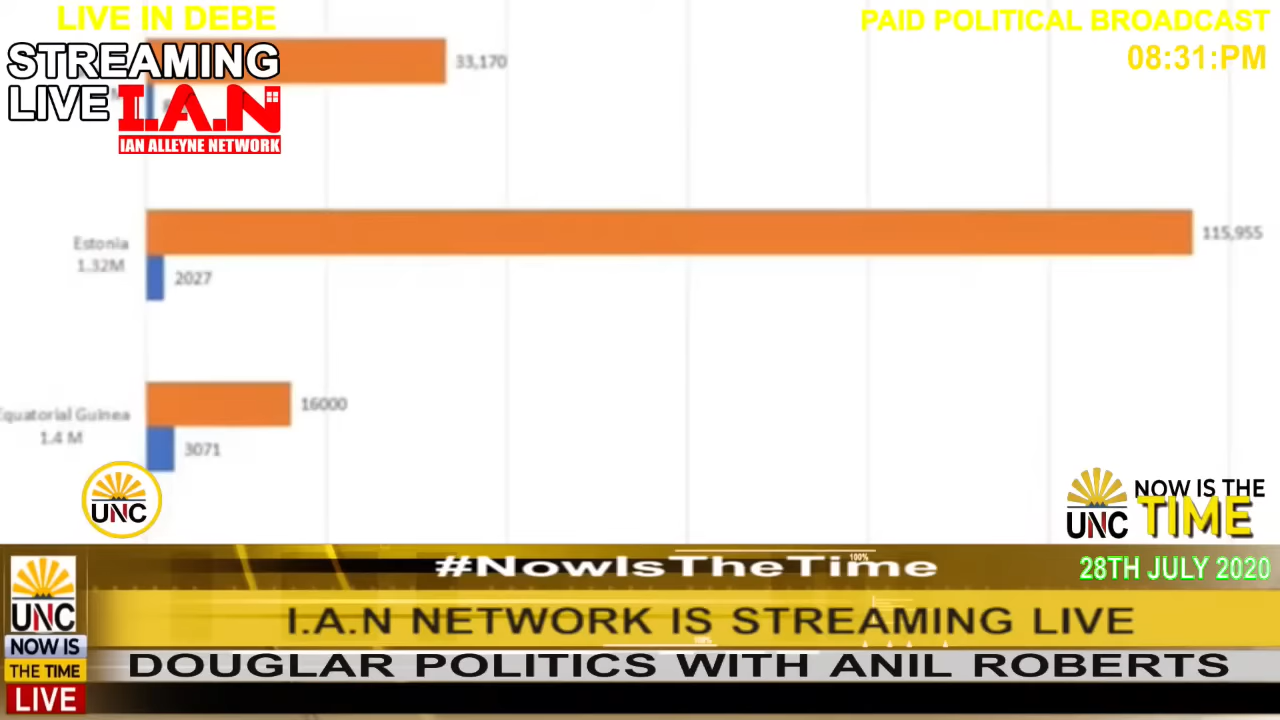 LIVE IN DEBE
PAID POLITICAL BROADCAST
08:31:PM
STREAMING
LIVE I.A.N
IAN ALLEYNE NETWORK
33,170
Estonia
1.32M
115,955
2027
Equatorial Guinea
1.4 M
16000
3071
UNC
UNC
NOW IS THE
TIME
#NowIsTheTime
100%
28TH JULY 2020
I.A.N NETWORK IS STREAMING LIVE
100%
DOUGLAR POLITICS WITH ANIL ROBERTS
UNC
NOW IS
THE TIME
LIVE